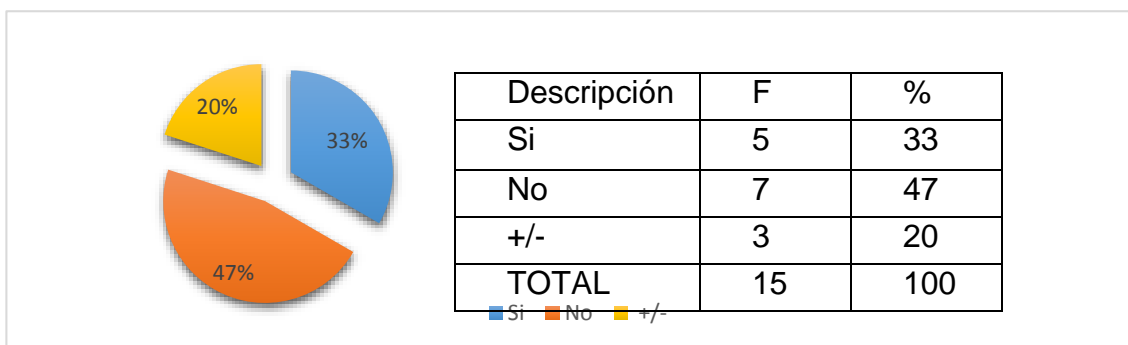 20%
33%
47%
Descripción F %
Si 5 33
No 7 47
+/- 3 20
TOTAL 15 100
Si No +/-